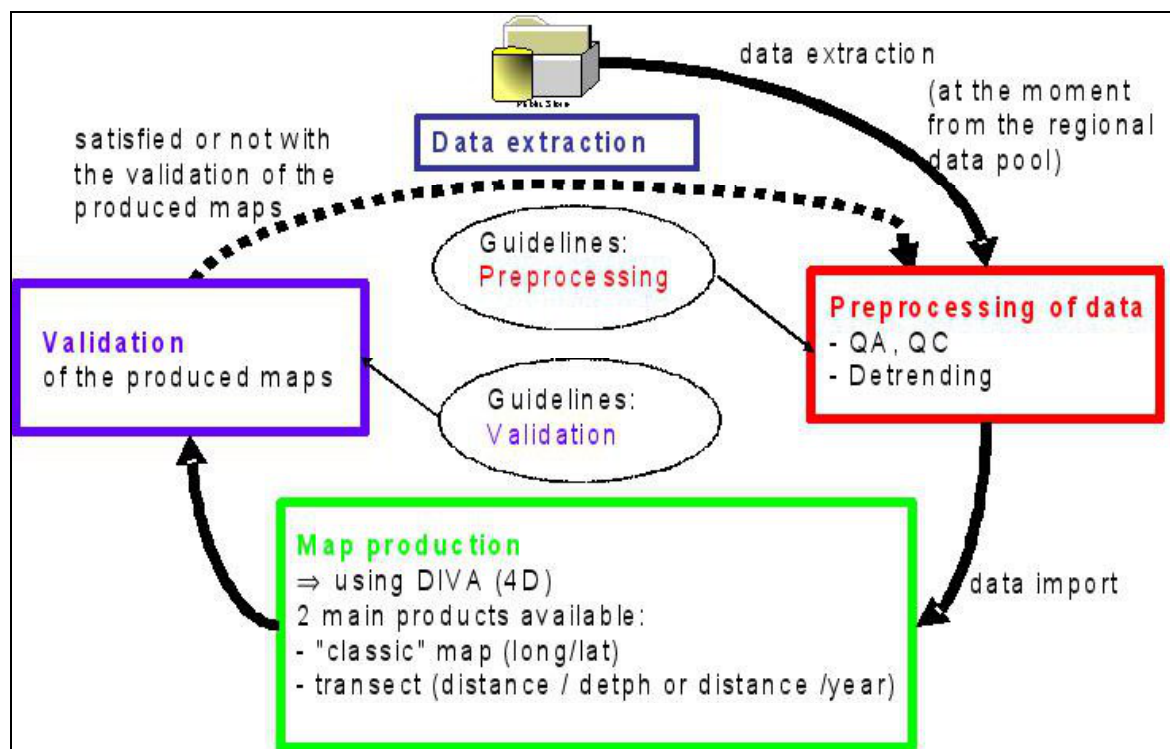 Public Store
data extraction
(at the moment
from the regional
data pool)
Data extraction
satisfied or not with
the validation of the
produced maps
Guidelines:
Preprocessing
Preprocessing of data
- QA, QC
- Detrending
Validation
of the produced maps
Guidelines:
Validation
Map production
⇒ using DIVA (4D)
2 main products available:
- "classic" map (long/lat)
- transect (distance / detph or distance /year)
data import